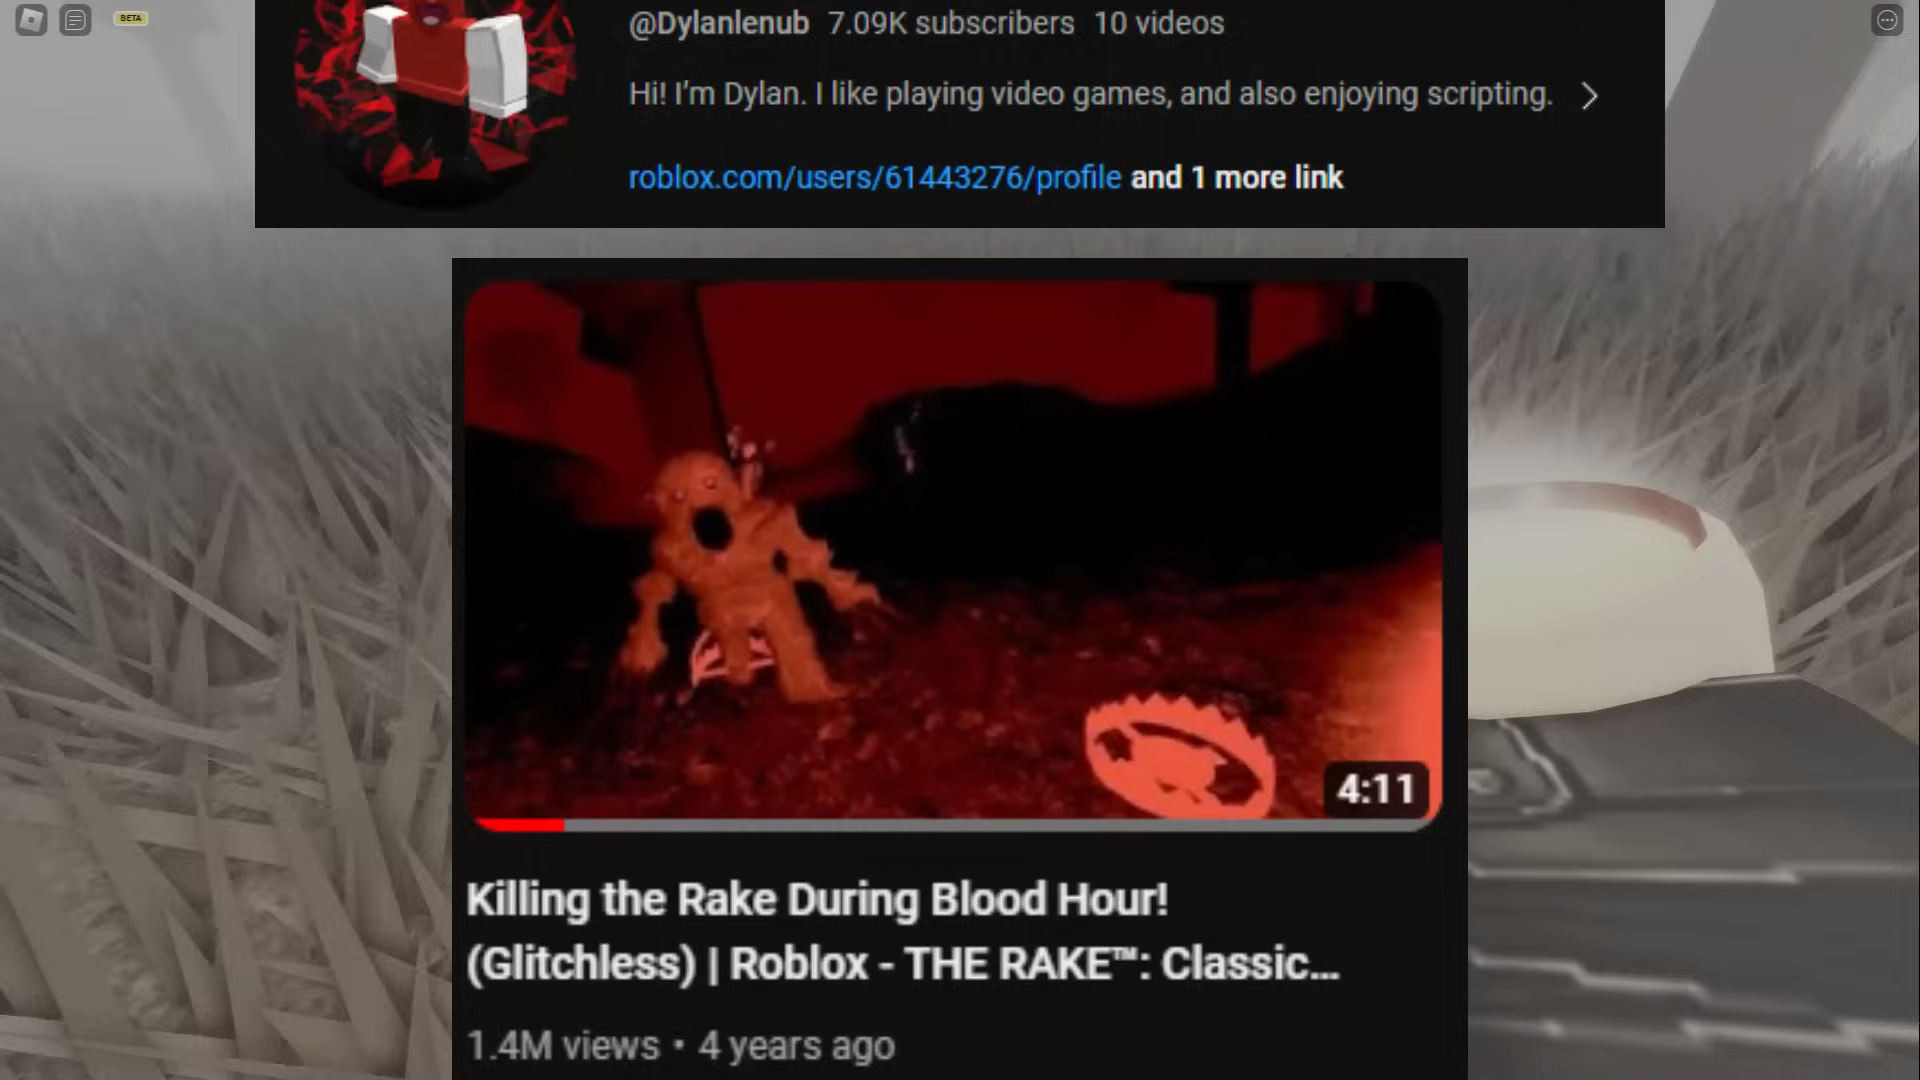 BETA
@Dylanlenub 7.09K subscribers 10 videos
Hi! I'm Dylan. I like playing video games, and also enjoying scripting.
roblox.com/users/61443276/profile and 1 more link
4:11
Killing the Rake During Blood Hour!
(Glitchless) | Roblox - THE RAKE™: Classic...
1.4M views • 4 years ago